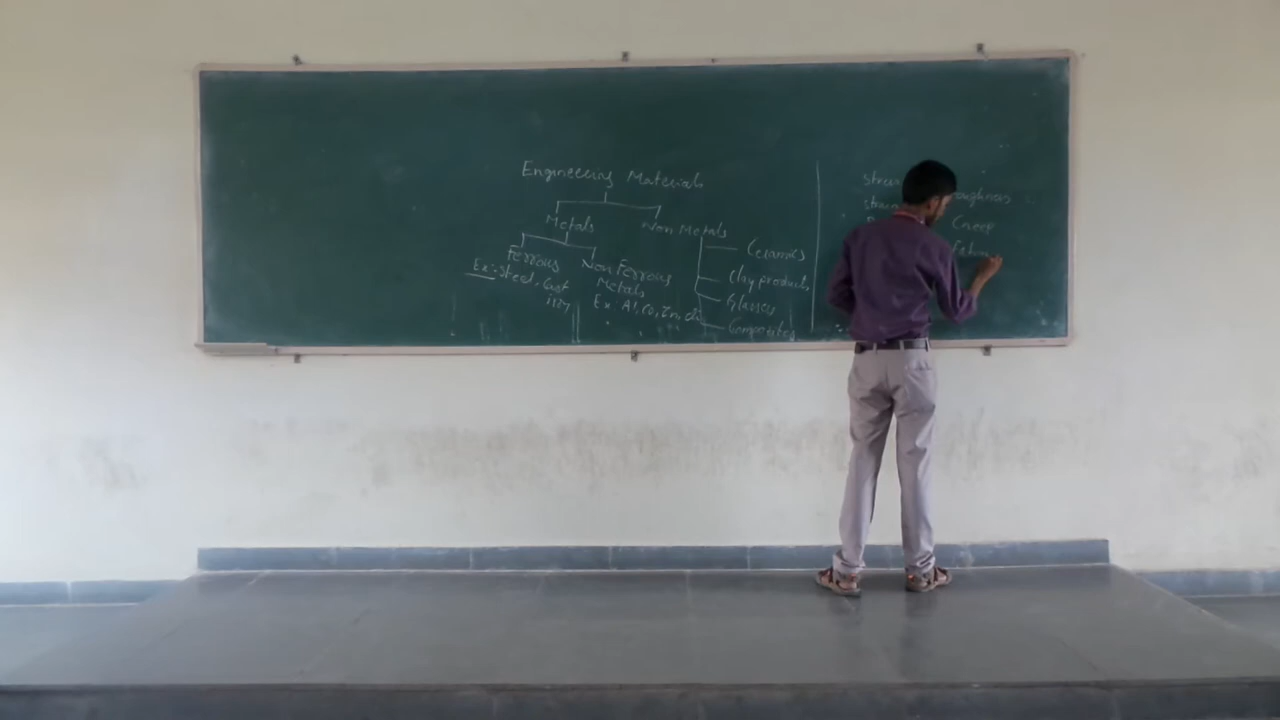 Engineering Materials
Metals
Non Metals
Ferrous
Ex:- Steel, Cast
Non Ferrous
Metals
Ex: Al, Co, Zn,
Ceramics
Clay products
Glasses
Composites
Creep